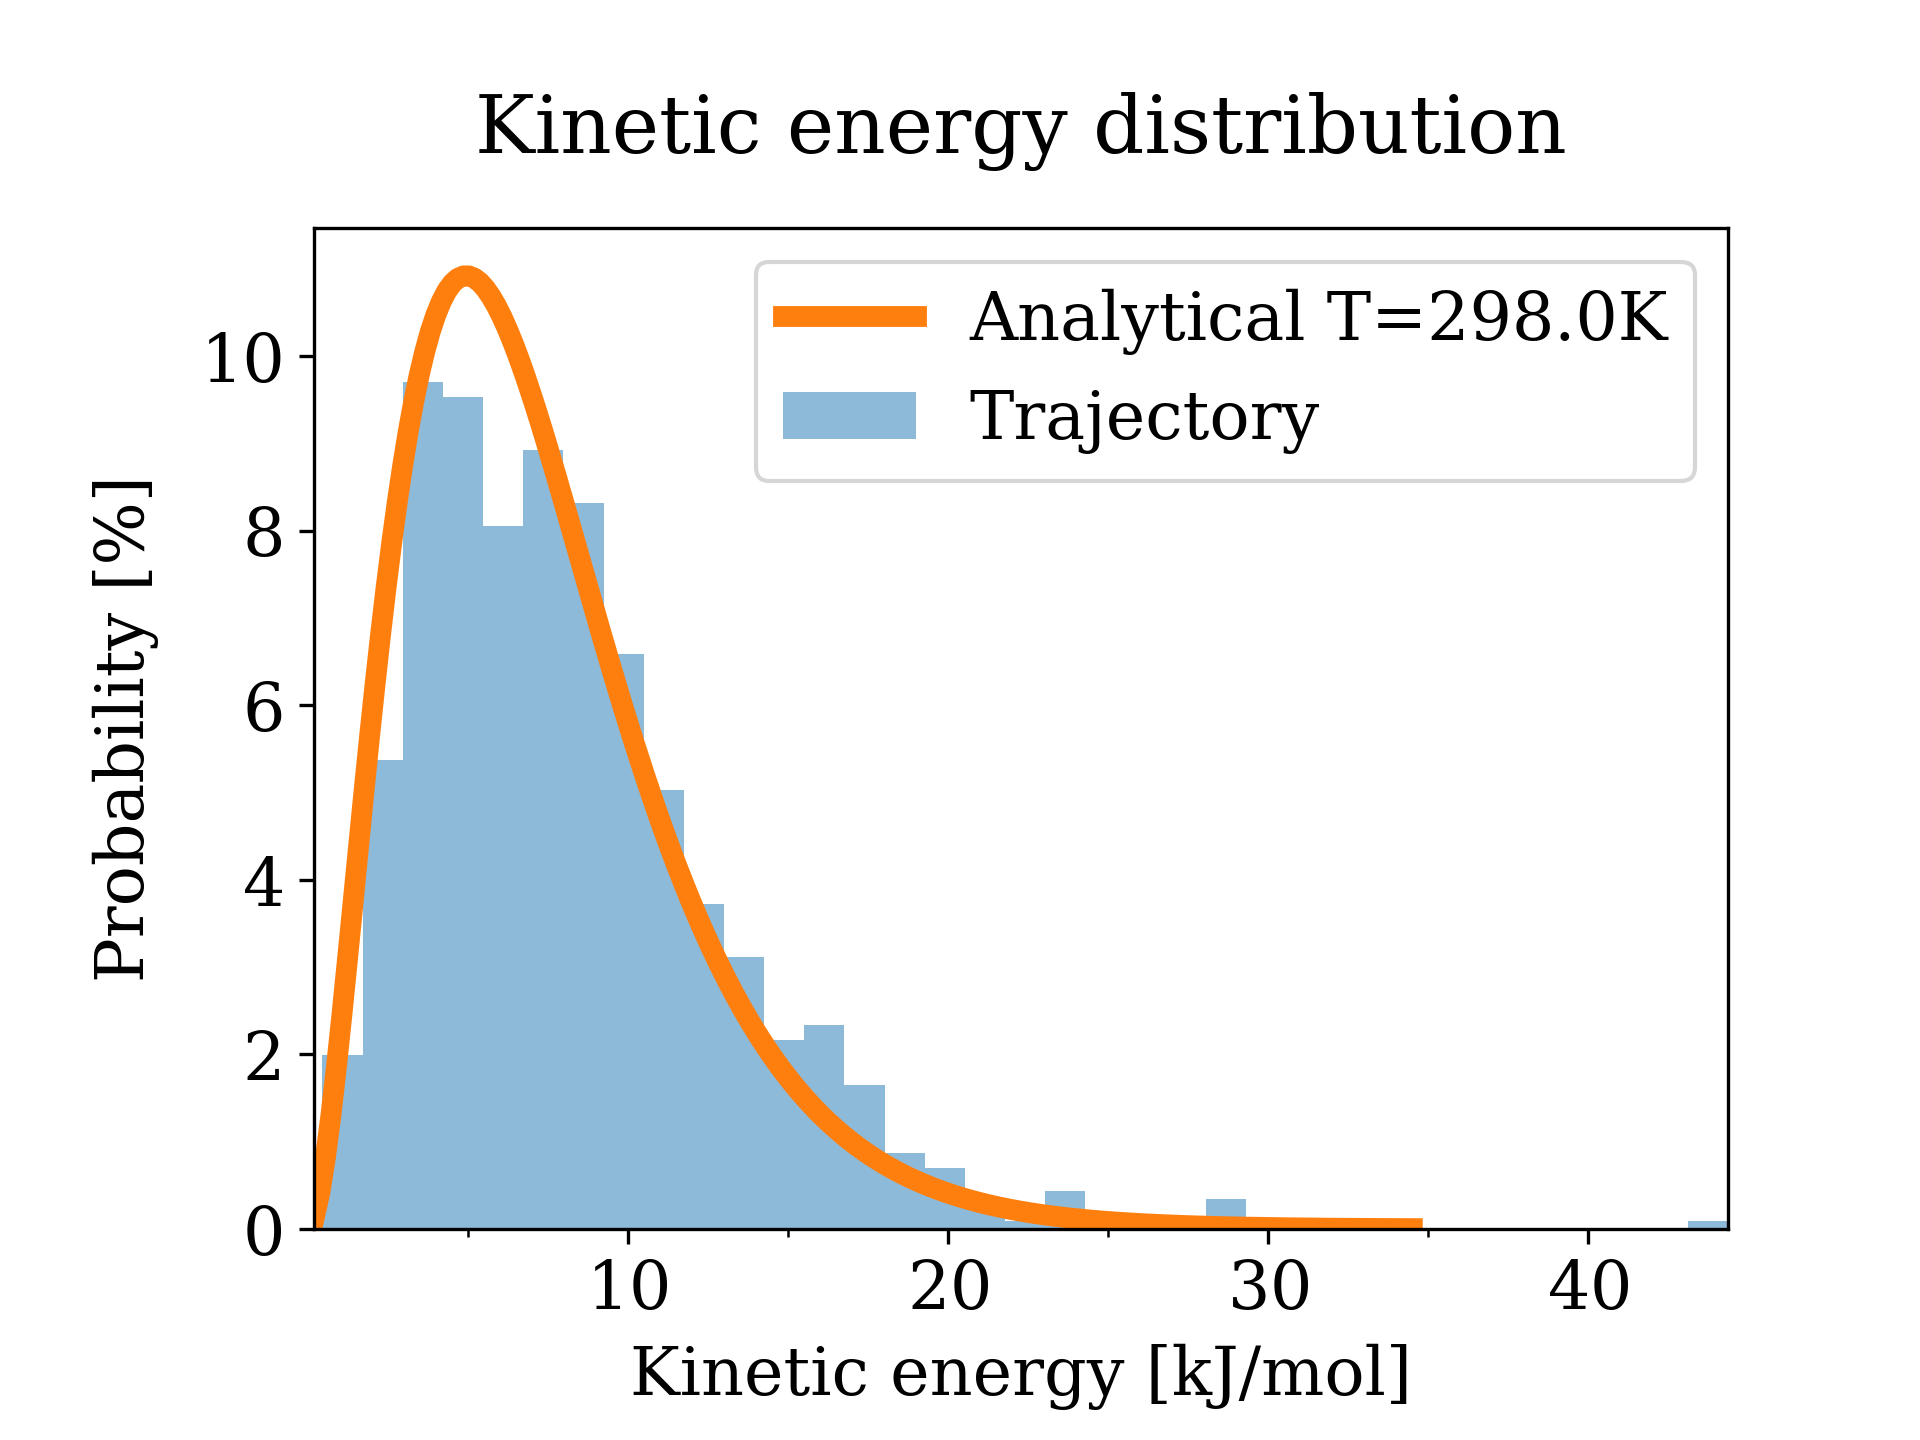 Kinetic energy distribution
Analytical T=298.0K
Trajectory
10
8
6
4
2
0
Probability [%]
10 20 30 40
Kinetic energy [kJ/mol]